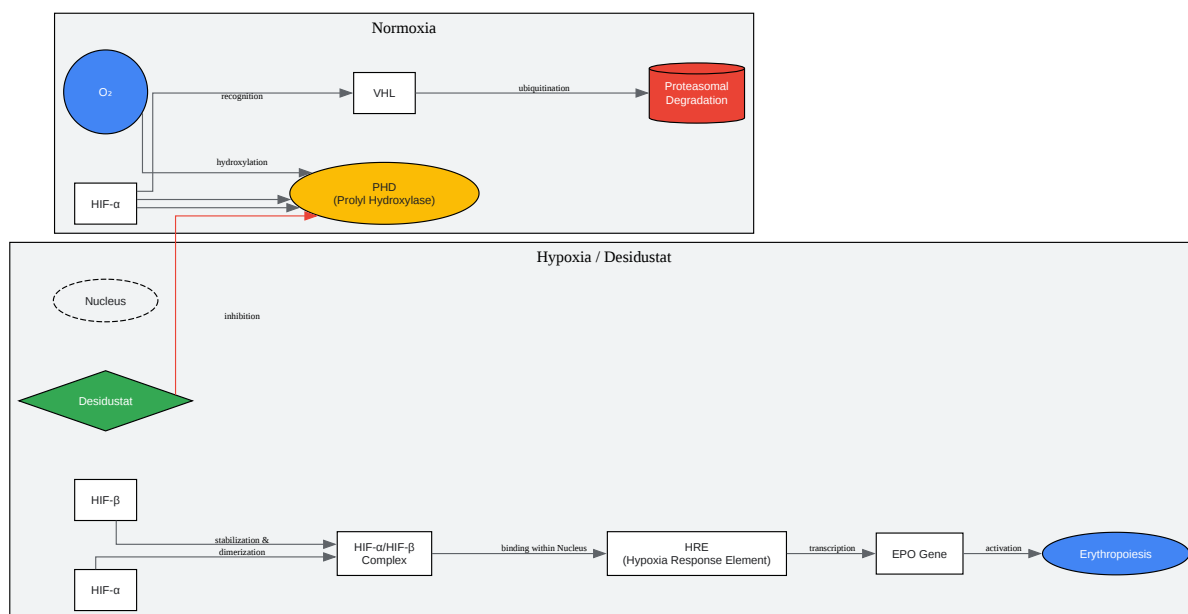 Normoxia
O₂
recognition
VHL
ubiquitination
Proteasomal
Degradation
hydroxylation
HIF-α
PHD
(Prolyl Hydroxylase)
Hypoxia / Desidustat
Nucleus
inhibition
Desidustat
HIF-β
stabilization &
dimerization
HIF-α
HIF-α/HIF-β
Complex
binding within Nucleus
HRE
(Hypoxia Response Element)
transcription
EPO Gene
activation
Erythropoiesis